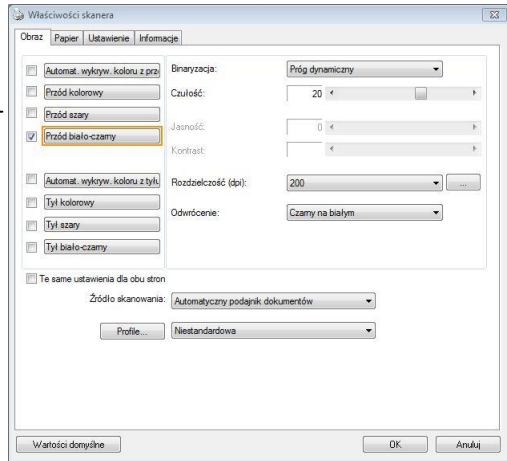 Właściwości skanera
Obraz Papier Ustawienie Informacje
Automat. wykryw. koloru z prze
Przód kolorowy
Przód szary
Przód biało-czarny
Automat. wykryw. koloru z tyłu
Tył kolorowy
Tył szary
Tył biało-czarny
Binaryzacja: Próg dynamiczny
Czułość: 20
Jasność: 0
Kontrast:
Rozdzielczość (dpi): 200 ...
Odwrócenie: Czarny na białym
Te same ustawienia dla obu stron
Źródło skanowania: Automatyczny podajnik dokumentów
Profile... Niestandardowa
Wartości domyślne OK Anuluj